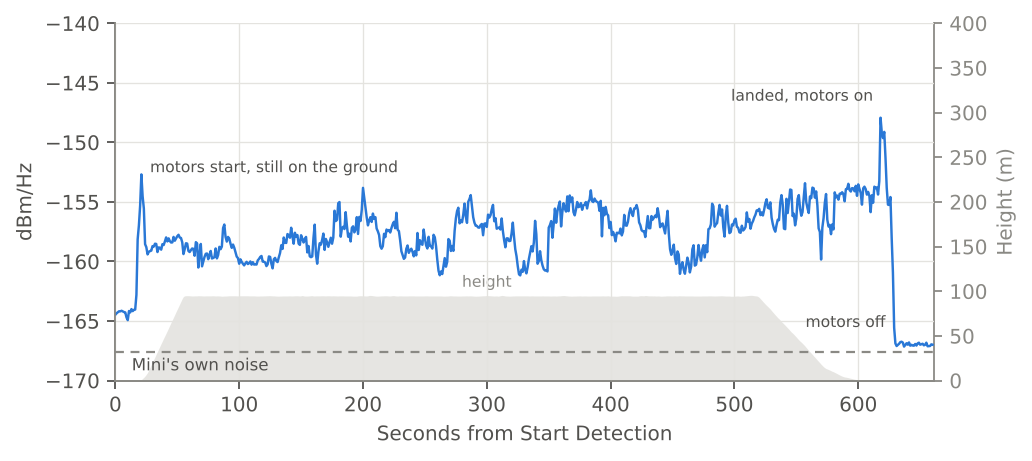 −140
−145
−150
−155
−160
−165
−170
dBm/Hz
400
350
300
250
200
150
100
50
0
Height (m)
landed, motors on
motors start, still on the ground
height
motors off
Mini's own noise
0
100
200
300
400
500
600
Seconds from Start Detection